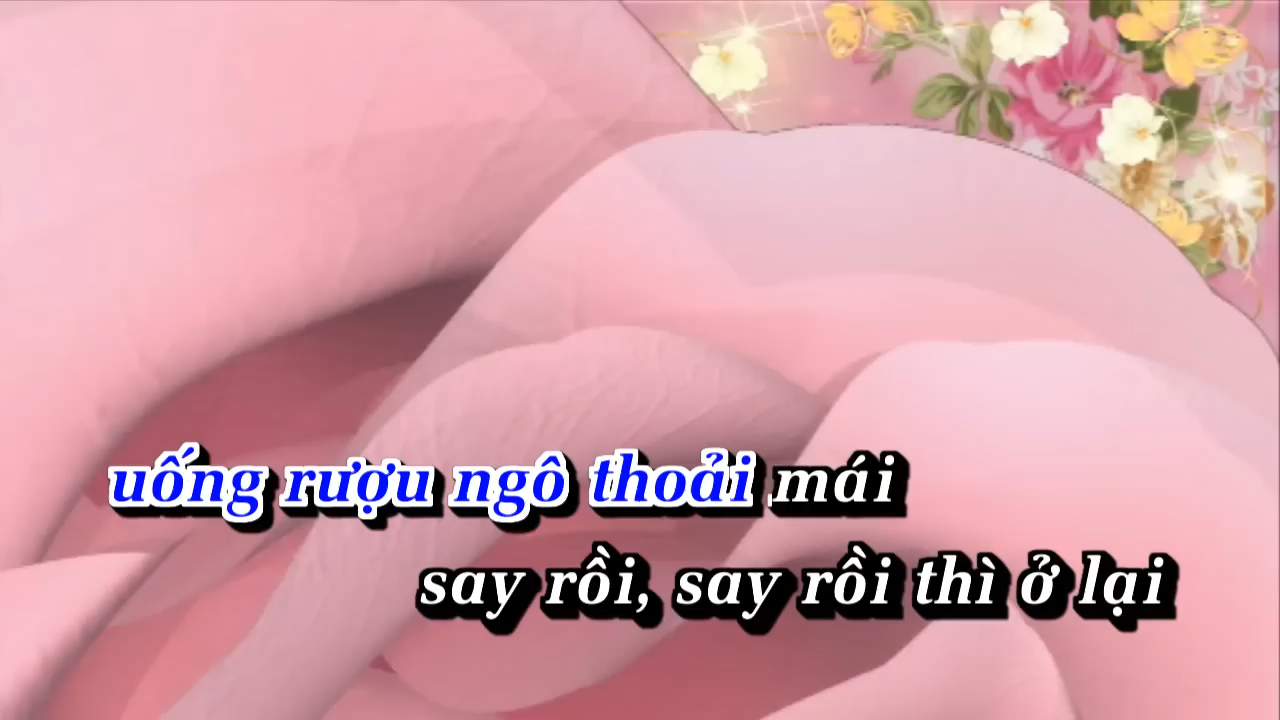 uống rượu ngô thoải mái
say rồi, say rồi thì ở lại